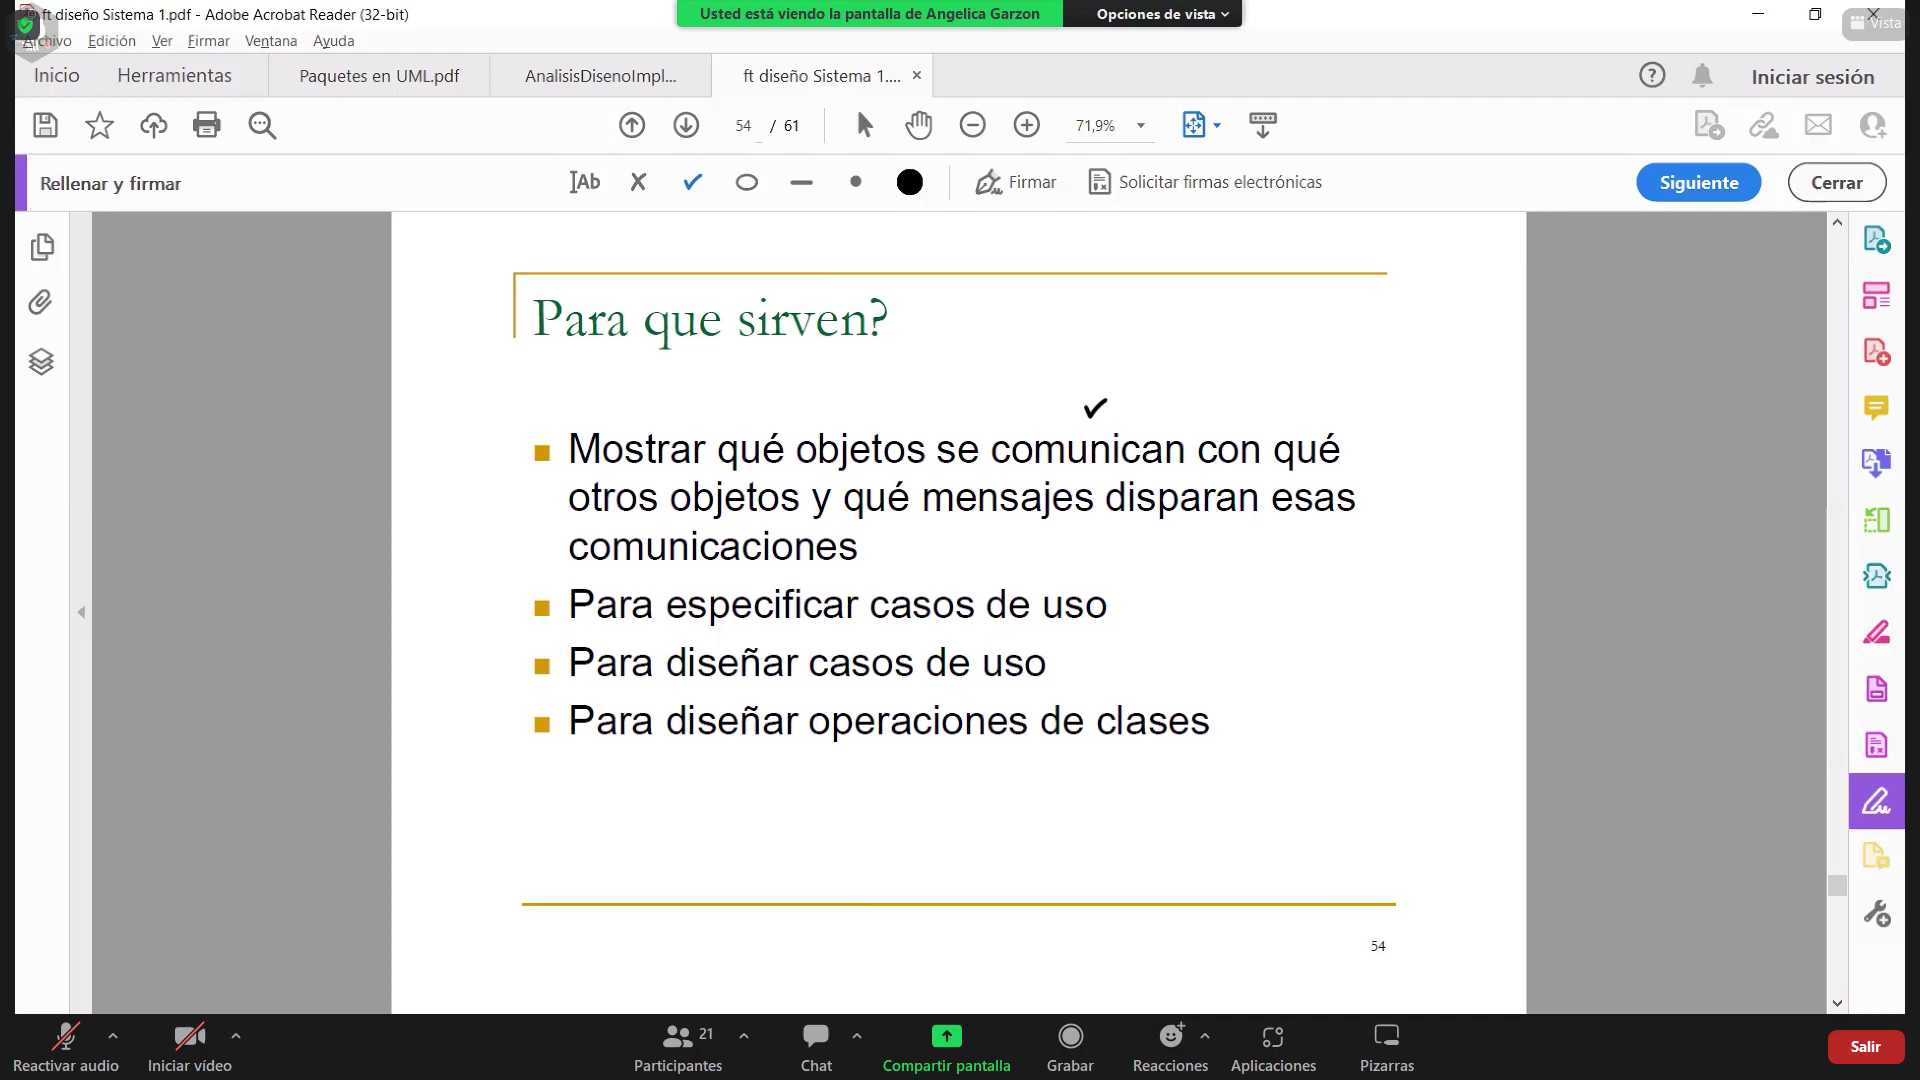 ft diseño Sistema 1.pdf - Adobe Acrobat Reader (32-bit)
Usted está viendo la pantalla de Angelica Garzon
Opciones de vista
Vista
Archivo Edición Ver Firmar Ventana Ayuda
Inicio Herramientas Paquetes en UML.pdf AnalisisDisenoImpl... ft diseño Sistema 1.... × Iniciar sesión
54 / 61 71,9%
Rellenar y firmar Ab Firmar Solicitar firmas electrónicas Siguiente Cerrar
Para que sirven?
Mostrar qué objetos se comunican con qué
otros objetos y qué mensajes disparan esas
comunicaciones
Para especificar casos de uso
Para diseñar casos de uso
Para diseñar operaciones de clases
54
21
Reactivar audio Iniciar vídeo Participantes Chat Compartir pantalla Grabar Reacciones Aplicaciones Pizarras Salir